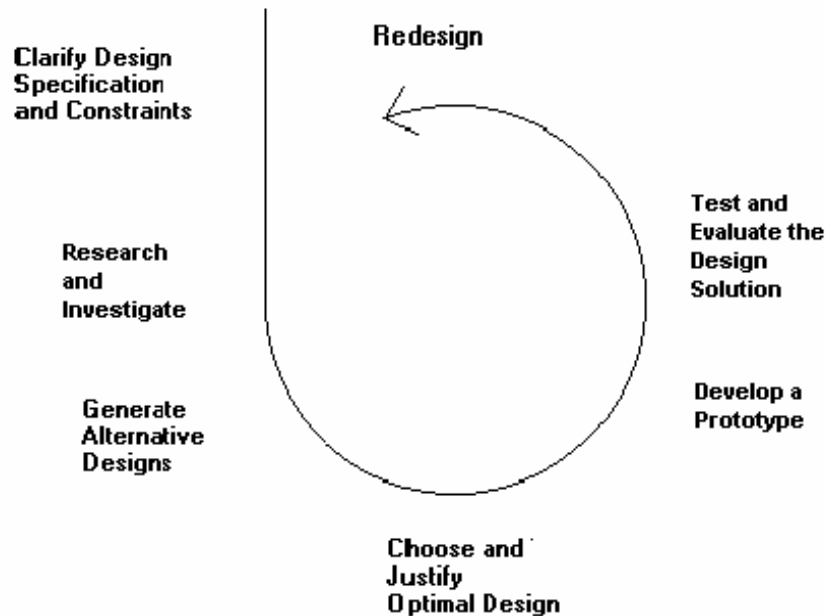 Clarify Design
Specification
and Constraints
Research
and
Investigate
Generate
Alternative
Designs
Choose and
Justify
Optimal Design
Develop a
Prototype
Test and
Evaluate the
Design
Solution
Redesign